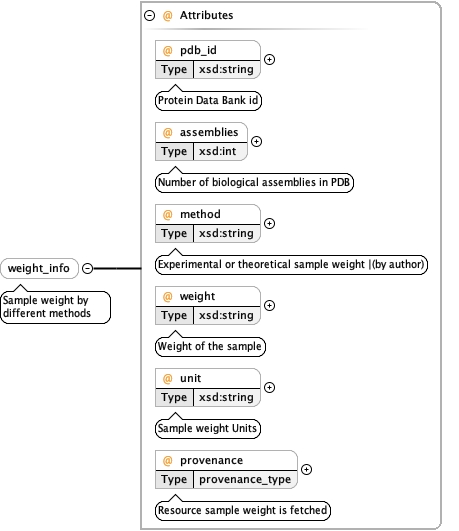 @ Attributes
@ pdb_id
Type xsd:string
Protein Data Bank id
@ assemblies
Type xsd:int
Number of biological assemblies in PDB
@ method
Type xsd:string
Experimental or theoretical sample weight |(by author)
weight_info
Sample weight by
different methods
@ weight
Type xsd:string
Weight of the sample
@ unit
Type xsd:string
Sample weight Units
@ provenance
Type provenance_type
Resource sample weight is fetched